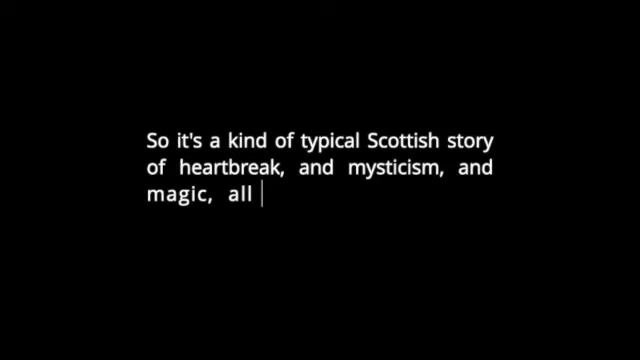 So it's a kind of typical Scottish story
of heartbreak, and mysticism, and
magic, all